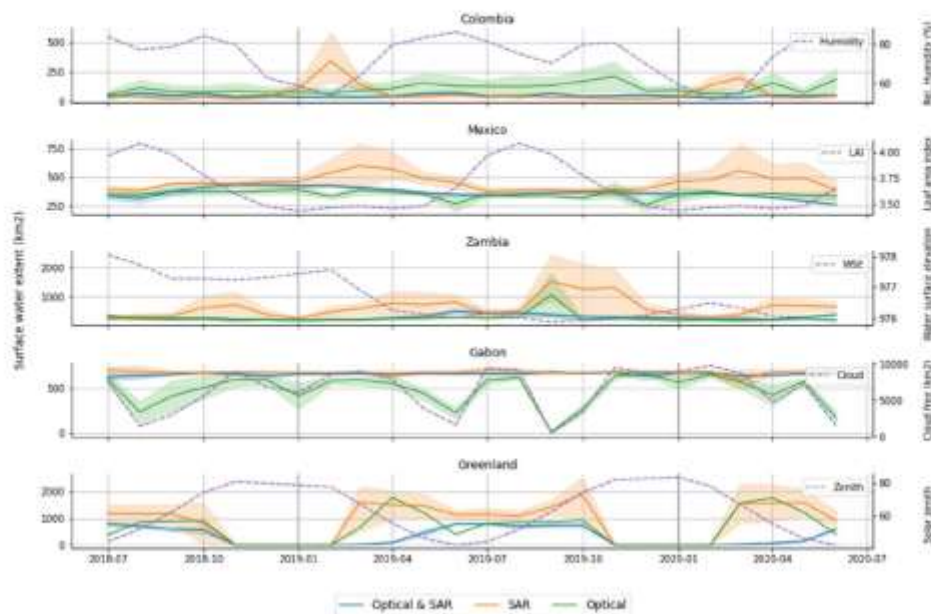 Colombia
500
250
0
Humidity
80
60
Rel. Humidity (%)
Mexico
750
500
250
LAI
4.00
3.75
3.50
Leaf area index
Zambia
2000
1000
WSE
978
977
976
Water surface elevation
Surface water extent (km2)
Gabon
500
0
Cloud
10000
5000
0
Cloud free (km2)
Greenland
2000
1000
0
Zenith
80
60
Solar zenith
2018-07 2018-10 2019-01 2019-04 2019-07 2019-10 2020-01 2020-04 2020-07
Optical & SAR SAR Optical